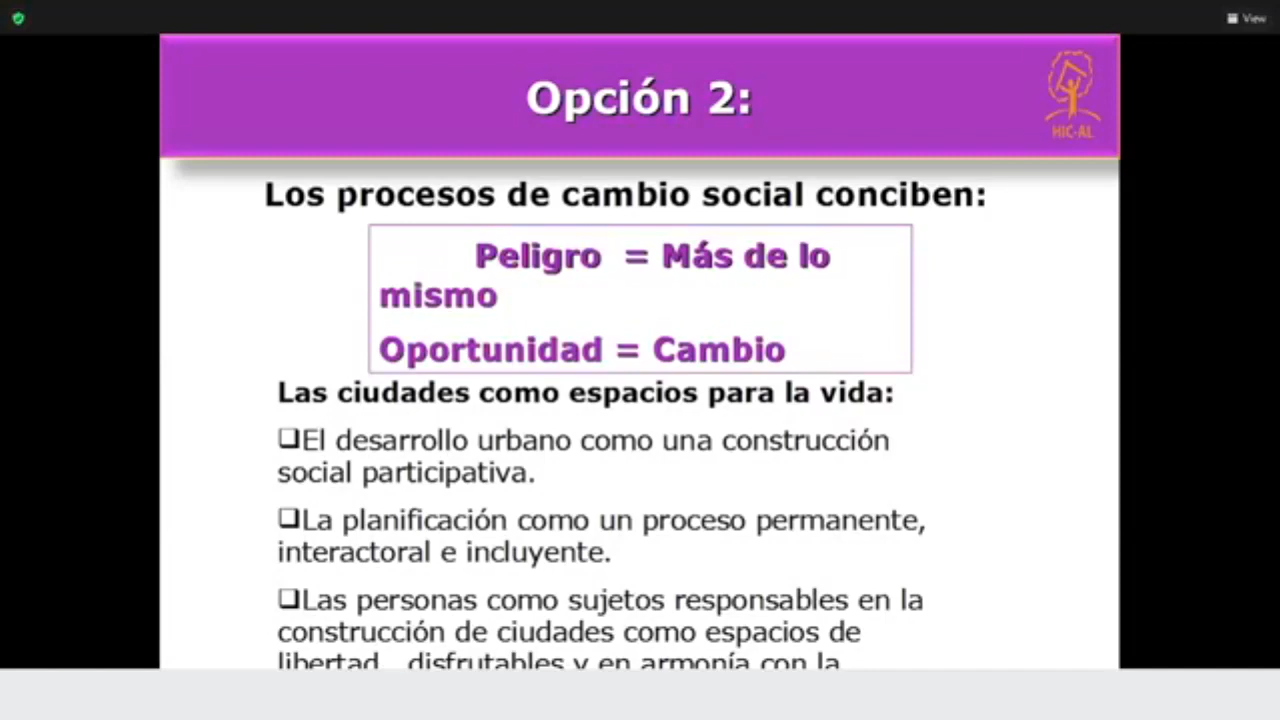 View
Opción 2:
HIC-AL
Los procesos de cambio social conciben:
Peligro = Más de lo
mismo
Oportunidad = Cambio
Las ciudades como espacios para la vida:
❑El desarrollo urbano como una construcción
social participativa.
❑La planificación como un proceso permanente,
interactoral e incluyente.
❑Las personas como sujetos responsables en la
construcción de ciudades como espacios de
libertad, disfrutables y en armonía con la